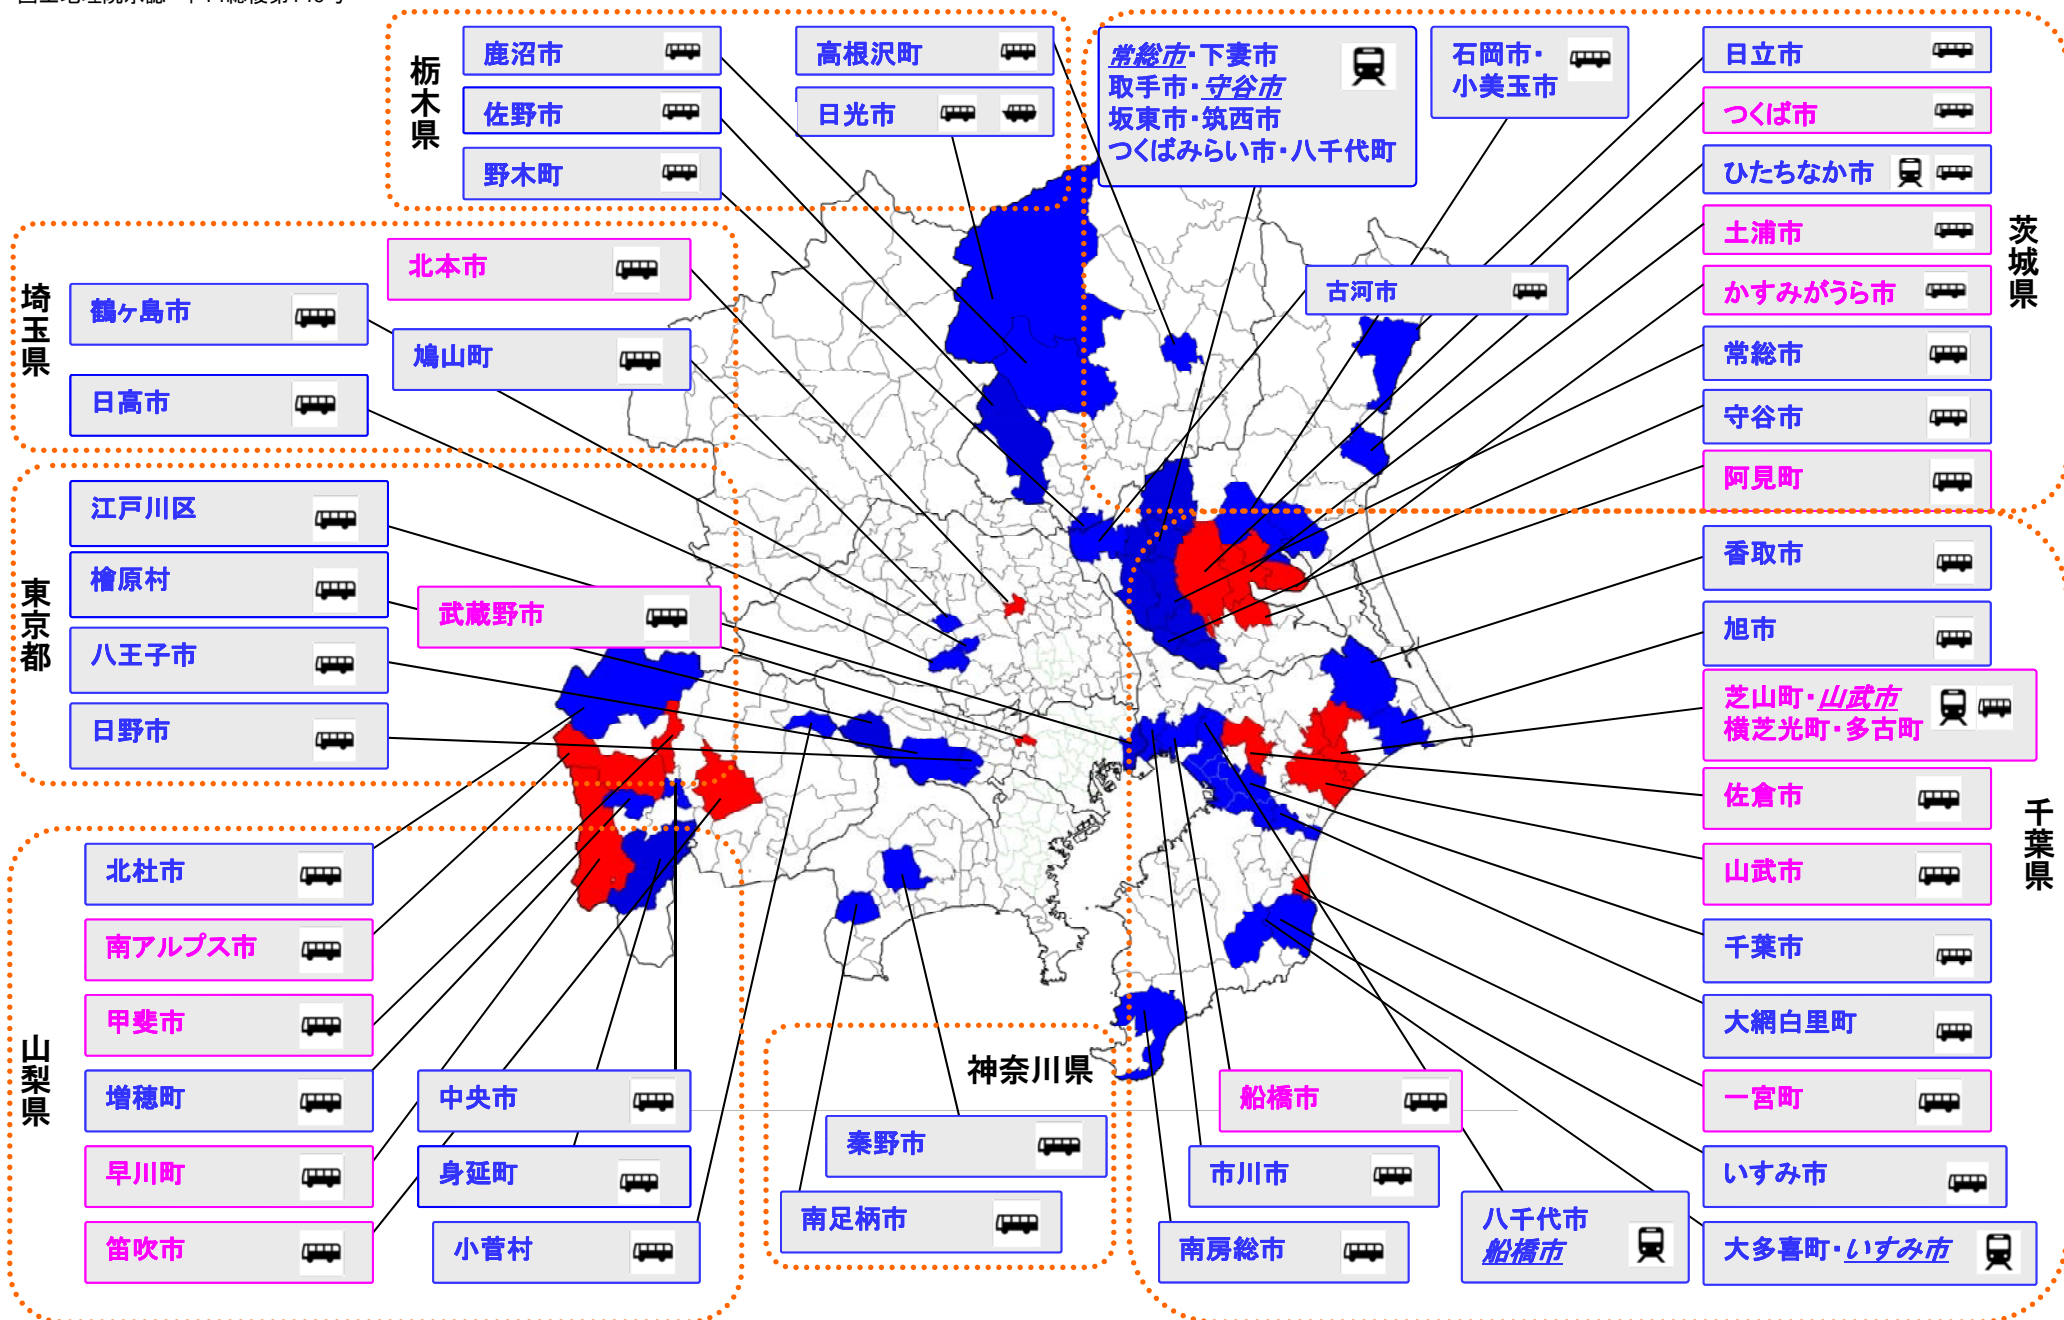 栃木県
鹿沼市
高根沢町
佐野市
日光市
野木町
常総市・下妻市
取手市・守谷市
坂東市・筑西市
つくばみらい市・八千代町
石岡市・
小美玉市
古河市
茨城県
日立市
つくば市
ひたちなか市
土浦市
かすみがうら市
常総市
守谷市
阿見町
埼玉県
北本市
鶴ヶ島市
鳩山町
日高市
東京都
江戸川区
檜原村
武蔵野市
八王子市
日野市
千葉県
香取市
旭市
芝山町・山武市
横芝光町・多古町
佐倉市
山武市
千葉市
大網白里町
一宮町
いすみ市
大多喜町・いすみ市
船橋市
市川市
八千代市
船橋市
南房総市
山梨県
北杜市
南アルプス市
甲斐市
増穂町
中央市
早川町
身延町
笛吹市
小菅村
神奈川県
秦野市
南足柄市